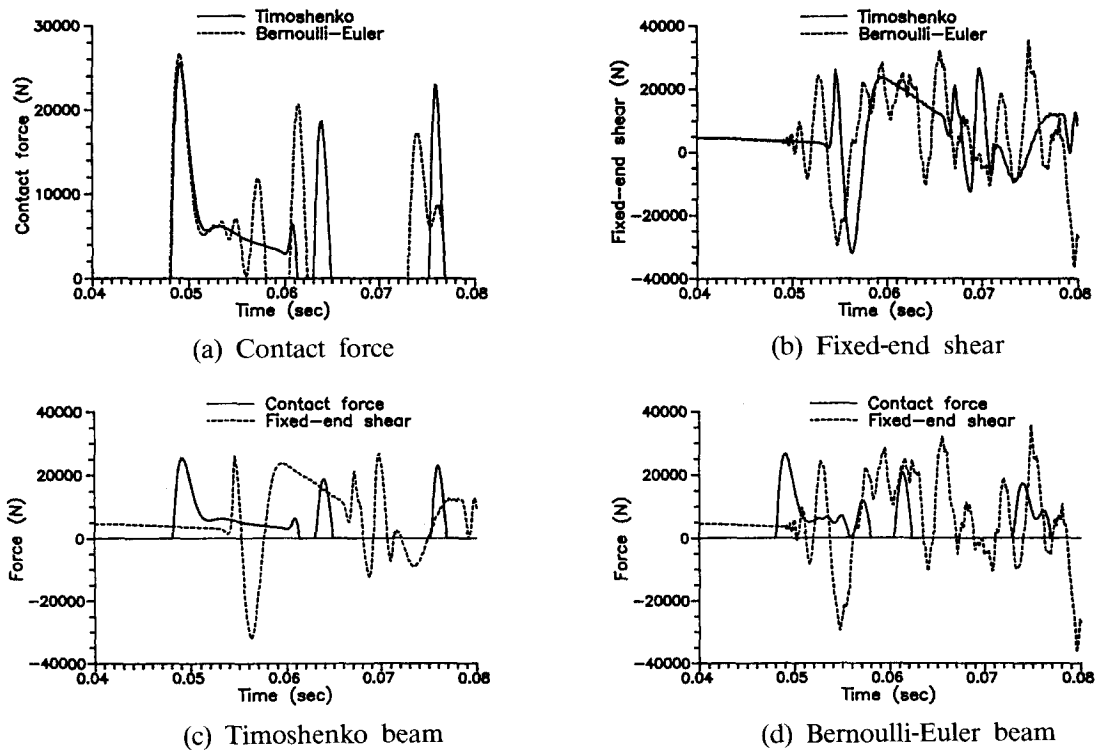 Timoshenko
Bernoulli-Euler
30000
20000
10000
0
Contact force (N)
0.04 0.05 0.06 0.07 0.08
Time (sec)
(a) Contact force
Timoshenko
Bernoulli-Euler
40000
20000
0
-20000
-40000
Fixed-end shear (N)
0.04 0.05 0.06 0.07 0.08
Time (sec)
(b) Fixed-end shear
Contact force
Fixed-end shear
40000
20000
0
-20000
-40000
Force (N)
0.04 0.05 0.06 0.07 0.08
Time (sec)
(c) Timoshenko beam
Contact force
Fixed-end shear
40000
20000
0
-20000
-40000
Force (N)
0.04 0.05 0.06 0.07 0.08
Time (sec)
(d) Bernoulli-Euler beam